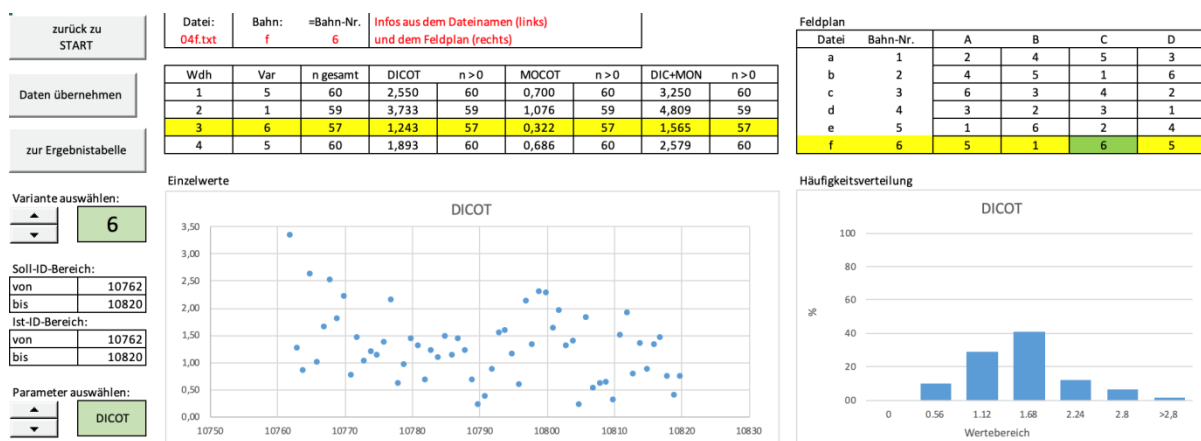 zurück zu
START
Daten übernehmen
zur Ergebnistabelle
Variante auswählen:
6
Soll-ID-Bereich:
von 10762
bis 10820
Ist-ID-Bereich:
von 10762
bis 10820
Parameter auswählen:
DICOT
Datei: Bahn: =Bahn-Nr. Infos aus dem Dateinamen (links)
04f.txt f 6 und dem Feldplan (rechts)
Wdh Var n gesamt DICOT n > 0 MOCOT n > 0 DIC+MON n > 0
1 5 60 2,550 60 0,700 60 3,250 60
2 1 59 3,733 59 1,076 59 4,809 59
3 6 57 1,243 57 0,322 57 1,565 57
4 5 60 1,893 60 0,686 60 2,579 60
Feldplan
Datei Bahn-Nr. A B C D
a 1 2 4 5 3
b 2 4 5 1 6
c 3 6 3 4 2
d 4 3 2 3 1
e 5 1 6 2 4
f 6 5 1 6 5
Einzelwerte
DICOT
3,50
3,00
2,50
2,00
1,50
1,00
0,50
0,00
10750 10760 10770 10780 10790 10800 10810 10820 10830
Häufigkeitsverteilung
DICOT
100
80
60
40
20
00
%
0 0.56 1.12 1.68 2.24 2.8 >2,8
Wertebereich